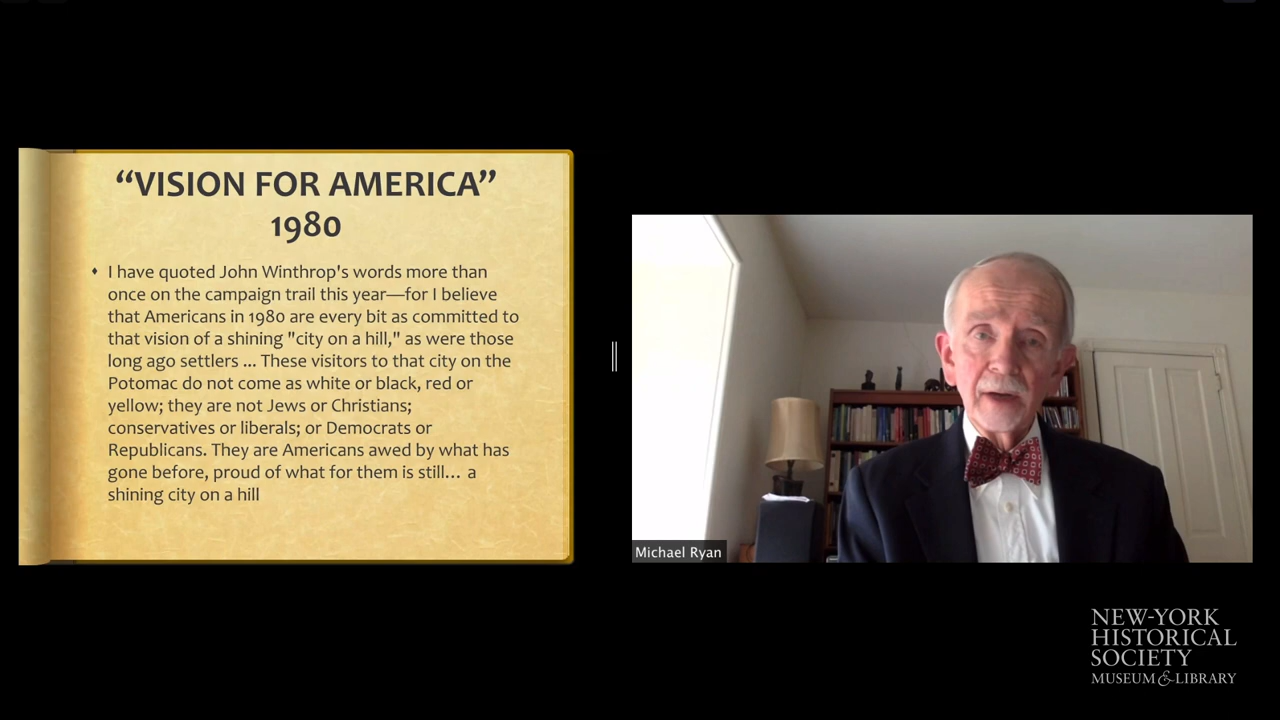 “VISION FOR AMERICA”
1980
I have quoted John Winthrop's words more than
once on the campaign trail this year—for I believe
that Americans in 1980 are every bit as committed to
that vision of a shining "city on a hill," as were those
long ago settlers ... These visitors to that city on the
Potomac do not come as white or black, red or
yellow; they are not Jews or Christians;
conservatives or liberals; or Democrats or
Republicans. They are Americans awed by what has
gone before, proud of what for them is still… a
shining city on a hill
Michael Ryan
NEW-YORK
HISTORICAL
SOCIETY
MUSEUM & LIBRARY